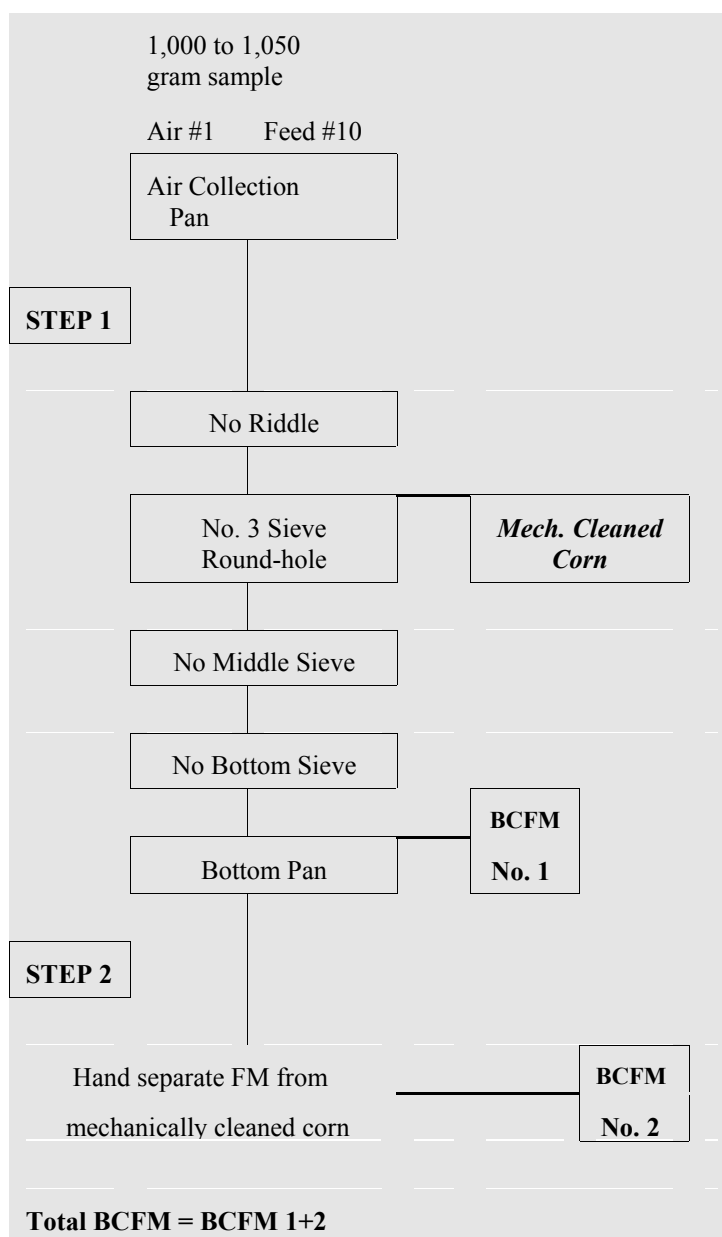 1,000 to 1,050
gram sample
Air #1 Feed #10
Air Collection
Pan
STEP 1
No Riddle
No. 3 Sieve
Round-hole
Mech. Cleaned
Corn
No Middle Sieve
No Bottom Sieve
Bottom Pan
BCFM
No. 1
STEP 2
Hand separate FM from
mechanically cleaned corn
BCFM
No. 2
Total BCFM = BCFM 1+2